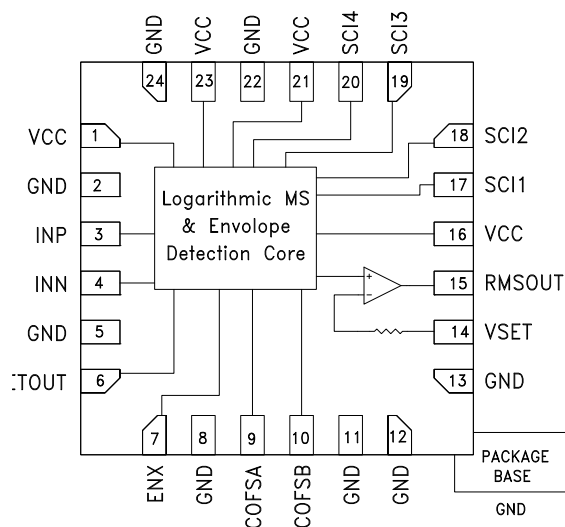 GND
VCC
GND
VCC
SCI4
SCI3
24
23
22
21
20
19
VCC
1
GND
2
INP
3
INN
4
GND
5
:TOUT
6
18
SCI2
17
SCI1
16
VCC
15
RMSOUT
14
VSET
13
GND
Logarithmic MS
& Envolope
Detection Core
+
−
7
8
9
10
11
12
ENX
GND
COFSA
COFSB
GND
GND
PACKAGE
BASE
GND